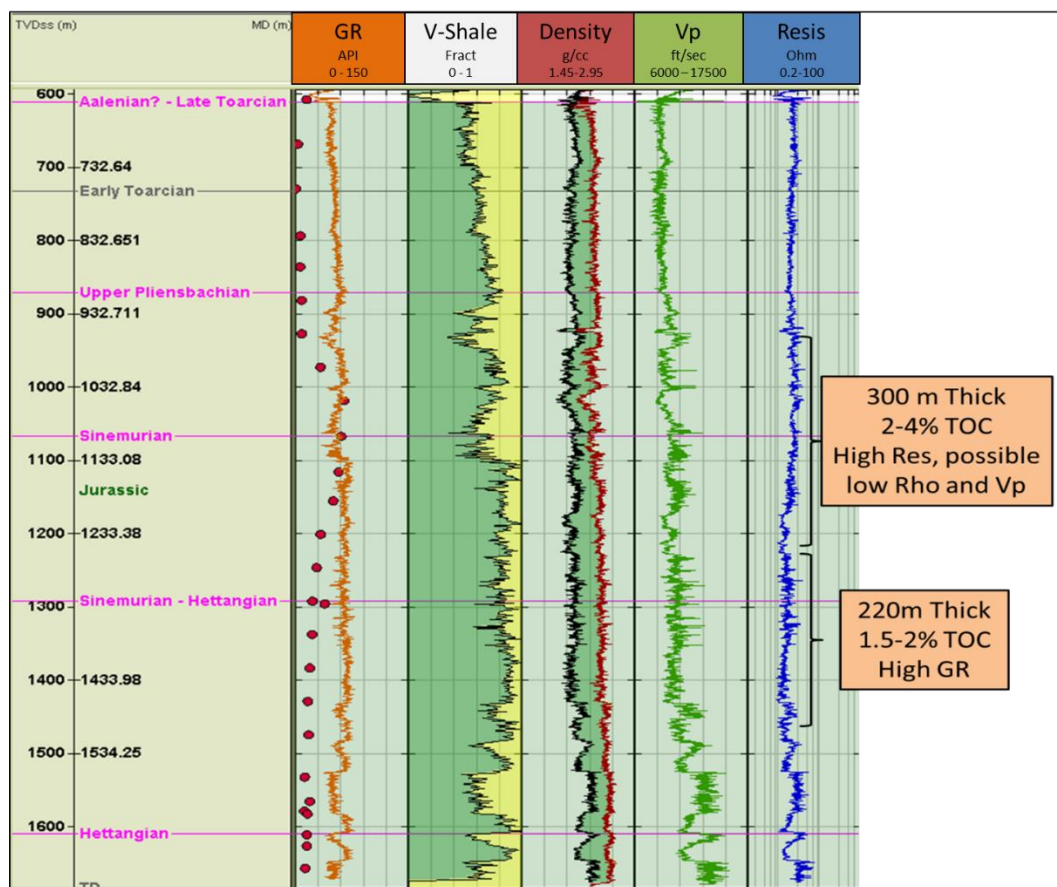 TVDss (m) MD (m)
GR
API
0 - 150
V-Shale
Fract
0 - 1
Density
g/cc
1.45-2.95
Vp
ft/sec
6000 – 17500
Resis
Ohm
0.2-100
600
Aalenian? - Late Toarcian
700 732.64
Early Toarcian
800 832.651
Upper Pliensbachian
900 932.711
1000 1032.84
Sinemurian
1100 1133.08
Jurassic
1200 1233.38
Sinemurian - Hettangian
1300
1400 1433.98
1500 1534.25
1600
Hettangian
300 m Thick
2-4% TOC
High Res, possible
low Rho and Vp
220m Thick
1.5-2% TOC
High GR